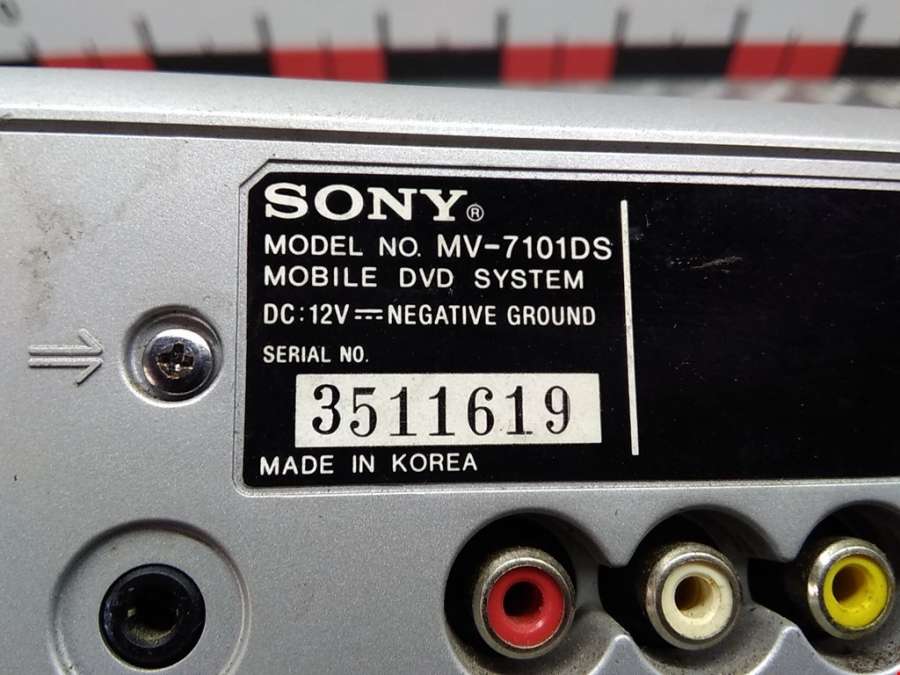 SONY®
MODEL NO. MV-7101DS
MOBILE DVD SYSTEM
DC:12V⎓NEGATIVE GROUND
SERIAL NO.
3511619
MADE IN KOREA